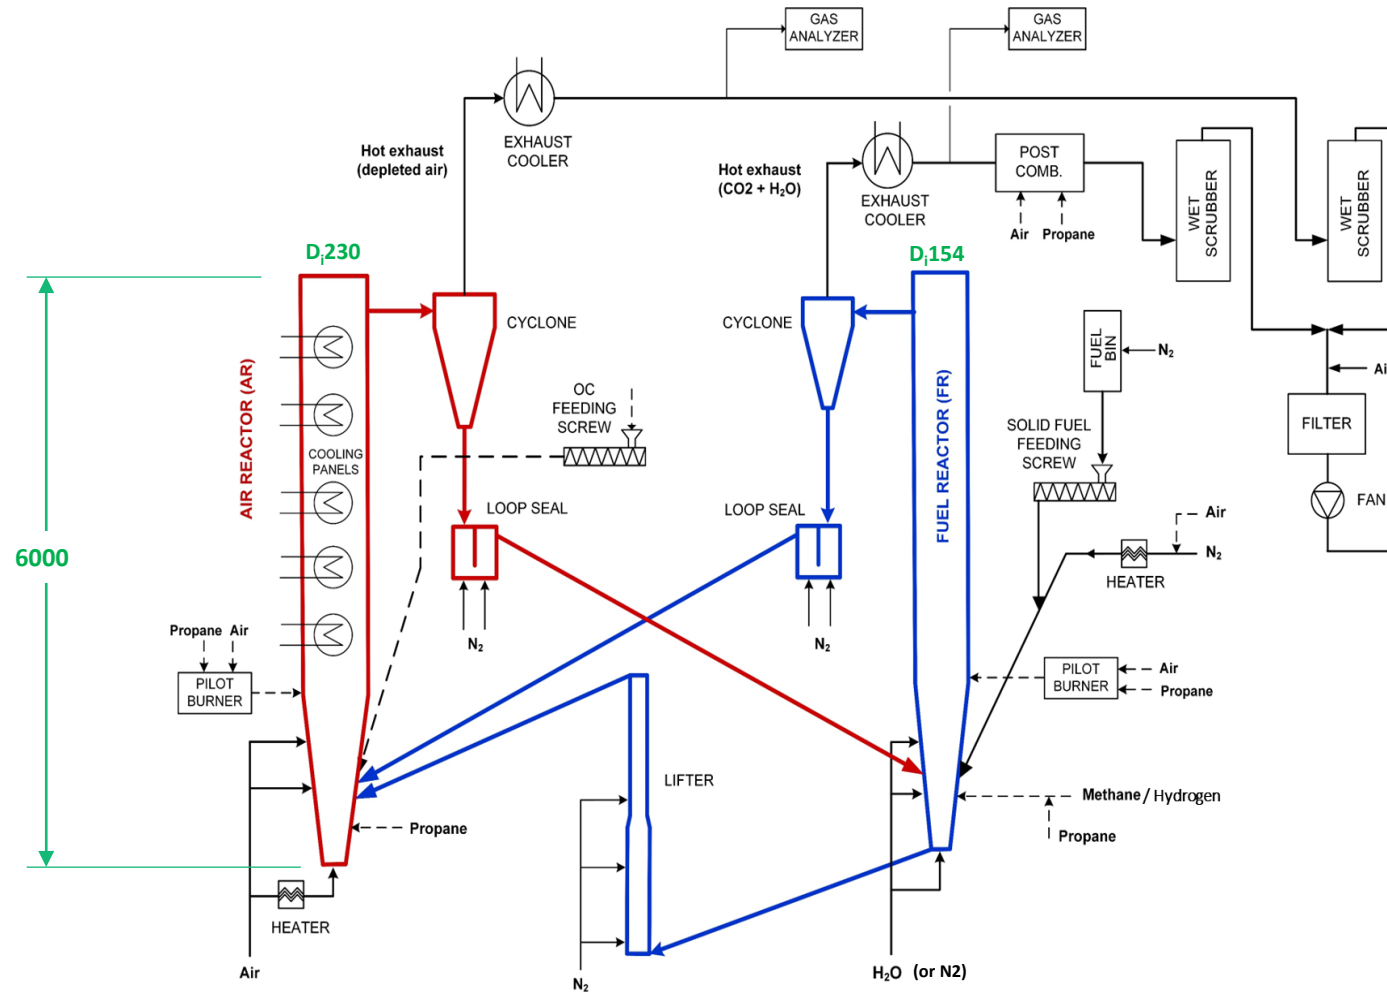 GAS
ANALYZER
GAS
ANALYZER
EXHAUST
COOLER
Hot exhaust
(depleted air)
Hot exhaust
(CO2 + H₂O)
EXHAUST
COOLER
POST
COMB.
Air
Propane
WET
SCRUBBER
WET
SCRUBBER
Dᵢ230
Dᵢ154
CYCLONE
CYCLONE
FUEL
BIN
N₂
Ai
OC
FEEDING
SCREW
SOLID FUEL
FEEDING
SCREW
FILTER
AIR REACTOR (AR)
COOLING
PANELS
FUEL REACTOR (FR)
LOOP SEAL
LOOP SEAL
FAN
6000
Air
N₂
HEATER
N₂
N₂
Propane
Air
PILOT
BURNER
PILOT
BURNER
Air
Propane
LIFTER
Methane / Hydrogen
Propane
Propane
HEATER
Air
N₂
H₂O (or N2)